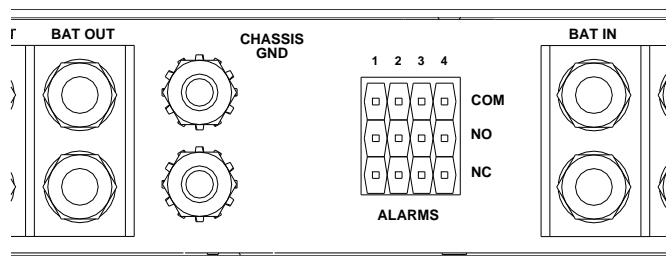 T
BAT OUT
CHASSIS
GND
1 2 3 4
COM
NO
NC
ALARMS
BAT IN